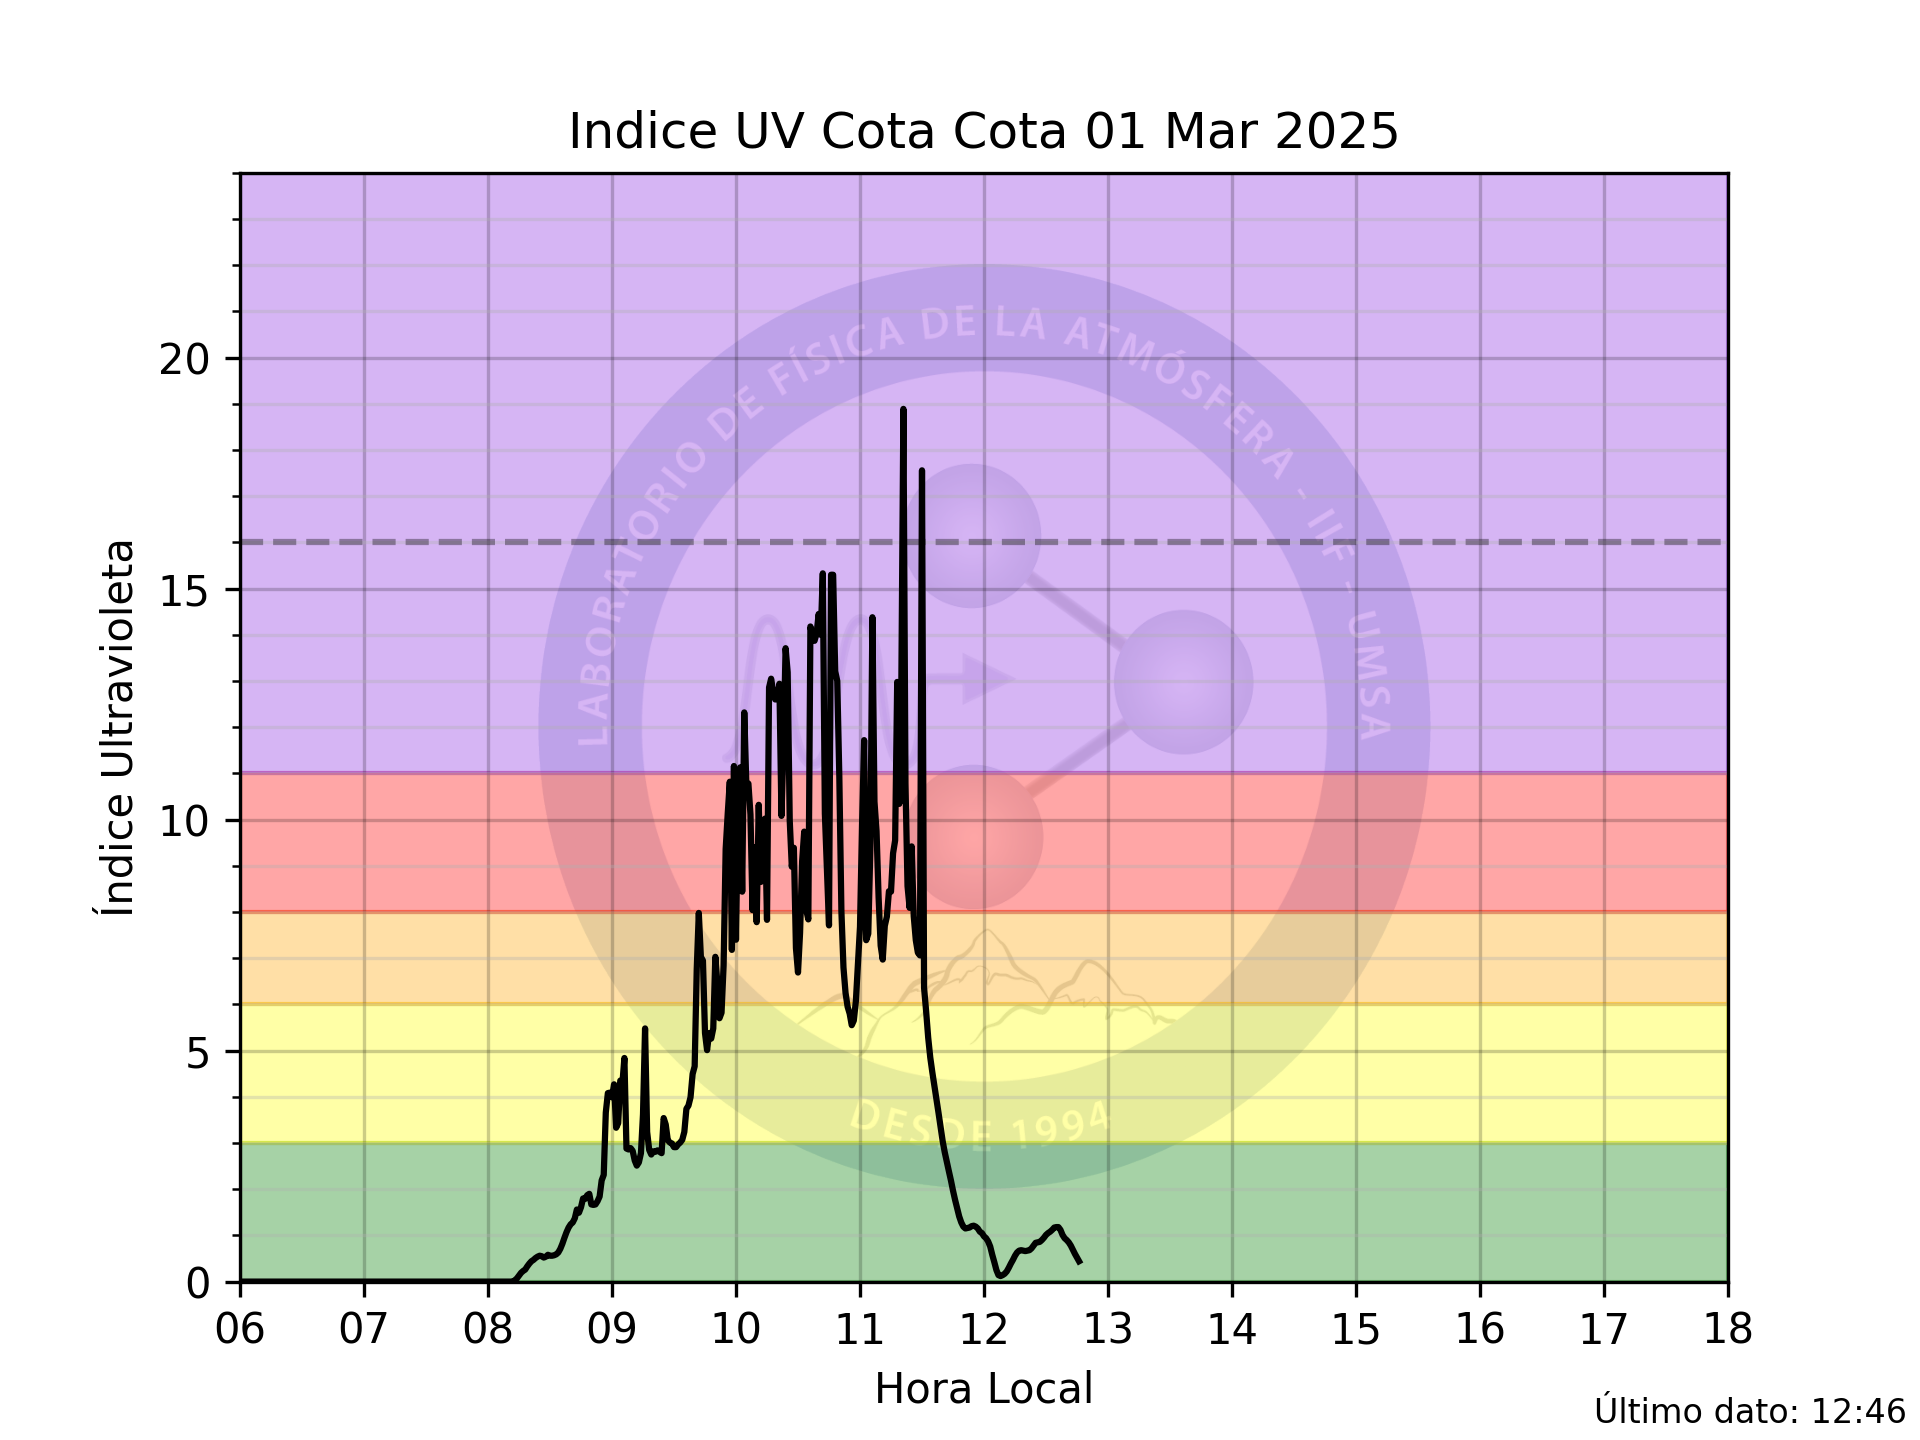 Indice UV Cota Cota 01 Mar 2025
Índice Ultravioleta
20
15
10
5
0
LABORATORIO DE FÍSICA DE LA ATMÓSFERA - IIF - UMSA
DESDE 1994
06 07 08 09 10 11 12 13 14 15 16 17 18
Hora Local
Último dato: 12:46